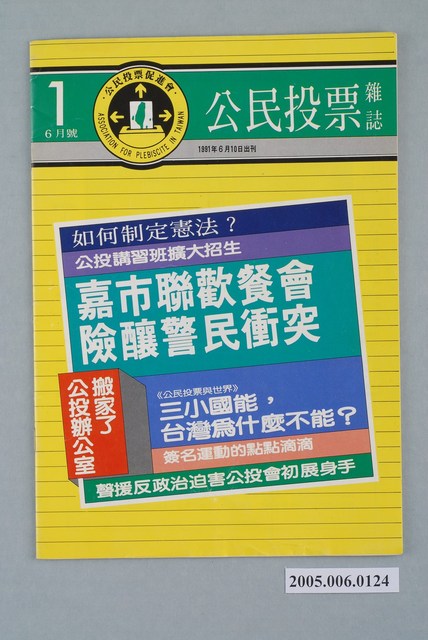 1
6月號
公民投票促進會
ASSOCIATION FOR PLEBISCITE IN TAIWAN
公民投票
雜誌
1991年6月10日出刊
如何制定憲法？
公投講習班擴大招生
嘉市聯歡餐會
險釀警民衝突
搬家了
公投辦公室
《公民投票與世界》
三小國能，
台灣為什麼不能？
簽名運動的點點滴滴
聲援反政治迫害公投會初展身手
2005.006.0124